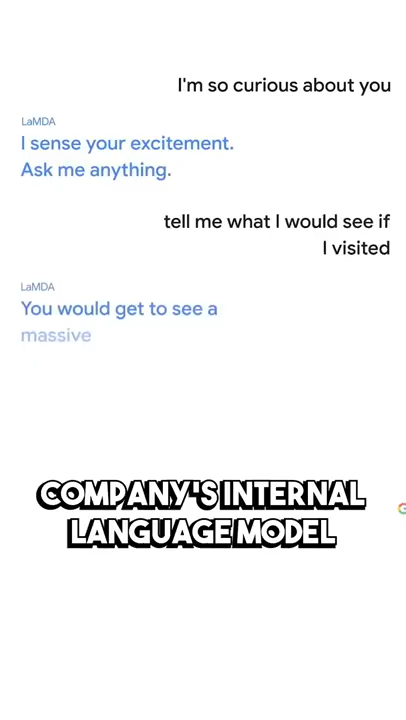 I'm so curious about you
LaMDA
I sense your excitement.
Ask me anything.
tell me what I would see if
I visited
LaMDA
You would get to see a
massive
COMPANY'S INTERNAL
LANGUAGE MODEL